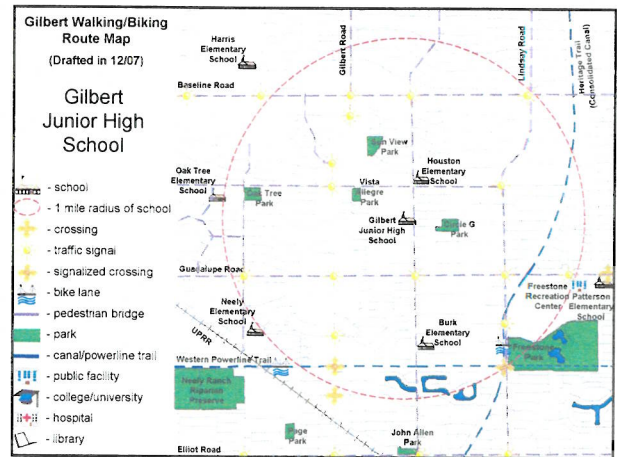 Gilbert Walking/Biking
Route Map
(Drafted in 12/07)
Gilbert
Junior High
School
- school
- 1 mile radius of school
- crossing
- traffic signal
- signalized crossing
- bike lane
- pedestrian bridge
- park
- canal/powerline trail
- public facility
- college/university
- hospital
- library
Harris
Elementary
School
Gilbert Road
Lindsay Road
Heritage Trail
(Consolidated Canal)
Baseline Road
Sun View
Park
Oak Tree
Elementary
School
Oak Tree
Park
Vista
Allegre
Park
Houston
Elementary
School
Gilbert
Junior High
School
Circle G
Park
Guadalupe Road
Freestone
Recreation
Center
Patterson
Elementary
School
Neely
Elementary
School
Burk
Elementary
School
UPRR
Freestone
Park
Western Powerline Trail
Neely Ranch
Riparian
Preserve
Page
Park
John Allen
Park
Elliot Road